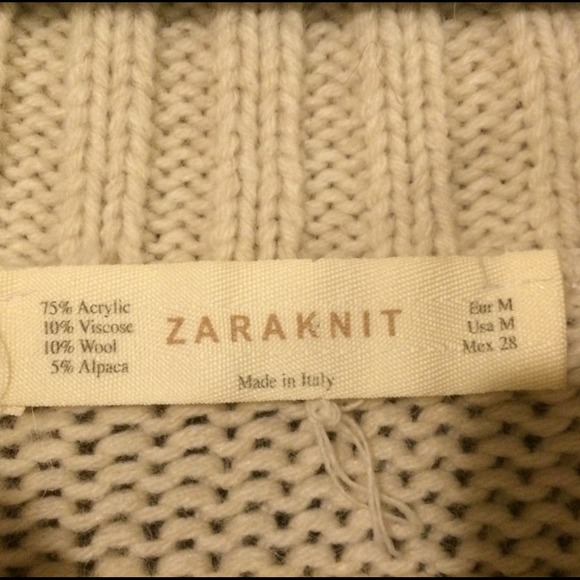 75% Acrylic
10% Viscose
10% Wool
5% Alpaca
ZARAKNIT
Made in Italy
Eur M
Usa M
Mex 28